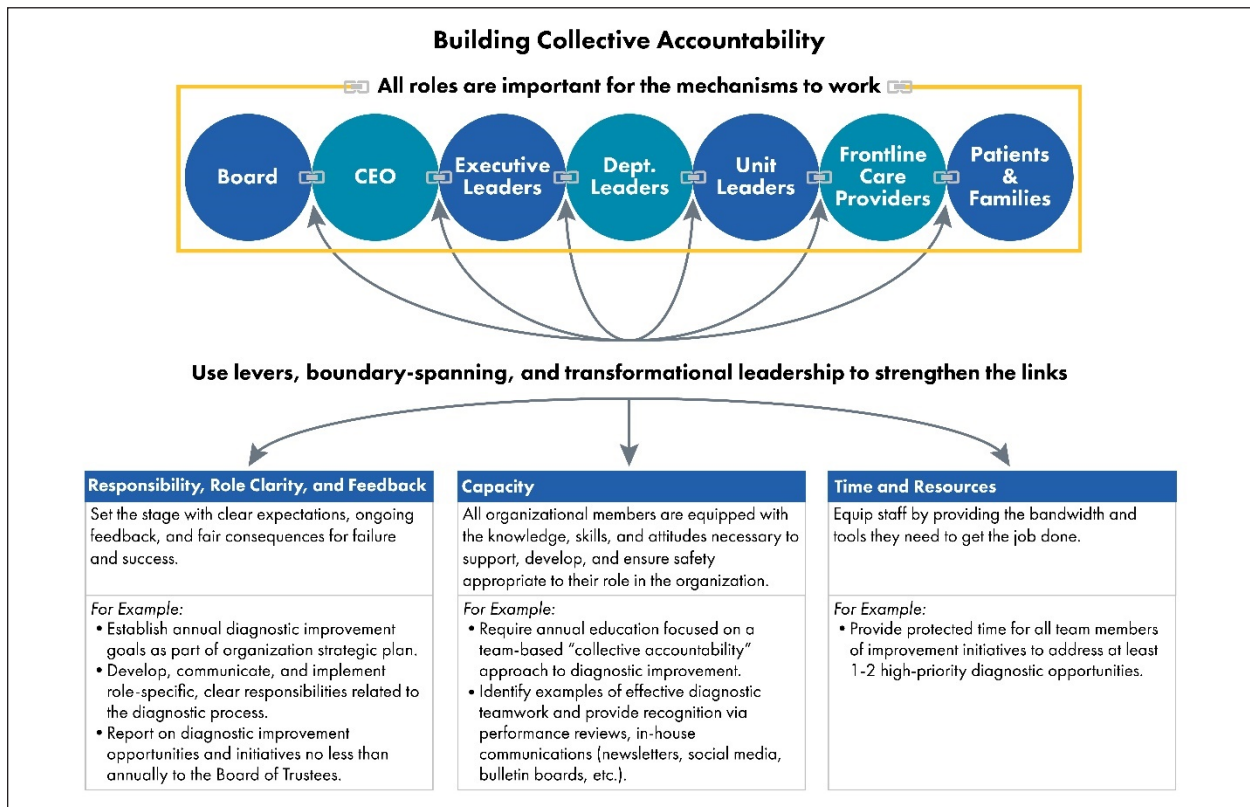 Building Collective Accountability
All roles are important for the mechanisms to work
Board
CEO
Executive
Leaders
Dept.
Leaders
Unit
Leaders
Frontline
Care
Providers
Patients
&
Families
Use levers, boundary-spanning, and transformational leadership to strengthen the links
Responsibility, Role Clarity, and Feedback
Set the stage with clear expectations, ongoing
feedback, and fair consequences for failure
and success.
For Example:
• Establish annual diagnostic improvement
goals as part of organization strategic plan.
• Develop, communicate, and implement
role-specific, clear responsibilities related to
the diagnostic process.
• Report on diagnostic improvement
opportunities and initiatives no less than
annually to the Board of Trustees.
Capacity
All organizational members are equipped with
the knowledge, skills, and attitudes necessary to
support, develop, and ensure safety
appropriate to their role in the organization.
For Example:
• Require annual education focused on a
team-based “collective accountability”
approach to diagnostic improvement.
• Identify examples of effective diagnostic
teamwork and provide recognition via
performance reviews, in-house
communications (newsletters, social media,
bulletin boards, etc.).
Time and Resources
Equip staff by providing the bandwidth and
tools they need to get the job done.
For Example:
• Provide protected time for all team members
of improvement initiatives to address at least
1-2 high-priority diagnostic opportunities.